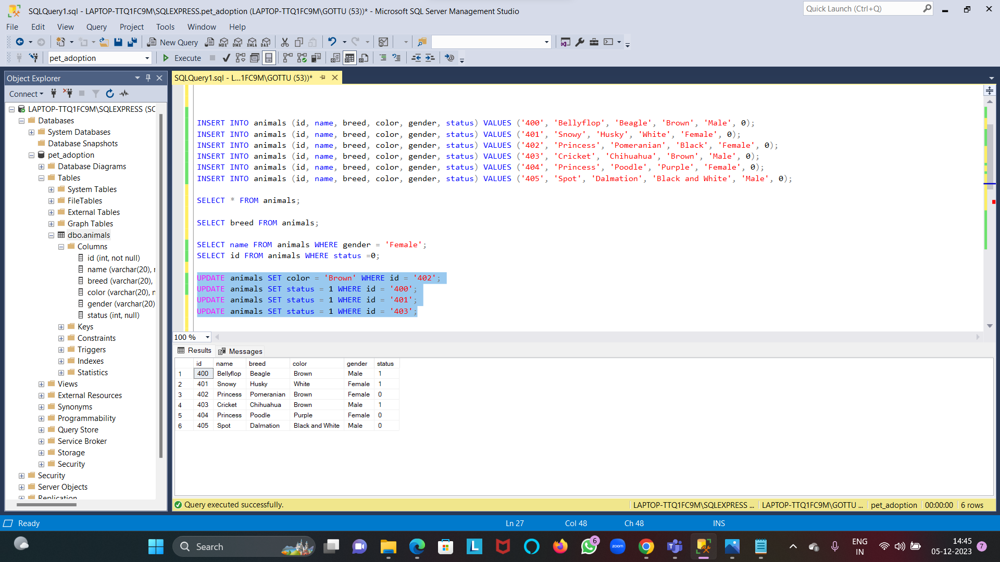 SQLQuery1.sql - LAPTOP-TTQ1FC9M\SQLEXPRESS.pet_adoption (LAPTOP-TTQ1FC9M\GOTTU (53))* - Microsoft SQL Server Management Studio
Quick Launch (Ctrl+Q)
File Edit View Query Project Tools Window Help
New Query MDX DMX XMLA DAX
pet_adoption Execute
Object Explorer
SQLQuery1.sql - L...1FC9M\GOTTU (53))*
Connect
LAPTOP-TTQ1FC9M\SQLEXPRESS (SC
Databases
System Databases
Database Snapshots
pet_adoption
Database Diagrams
Tables
System Tables
FileTables
External Tables
Graph Tables
dbo.animals
Columns
id (int, not null)
name (varchar(20), r
breed (varchar(20),
color (varchar(20), n
gender (varchar(20)
status (int, null)
Keys
Constraints
Triggers
Indexes
Statistics
Views
External Resources
Synonyms
Programmability
Query Store
Service Broker
Storage
Security
Security
Server Objects
Replication
INSERT INTO animals (id, name, breed, color, gender, status) VALUES ('400', 'Bellyflop', 'Beagle', 'Brown', 'Male', 0);
INSERT INTO animals (id, name, breed, color, gender, status) VALUES ('401', 'Snowy', 'Husky', 'White', 'Female', 0);
INSERT INTO animals (id, name, breed, color, gender, status) VALUES ('402', 'Princess', 'Pomeranian', 'Black', 'Female', 0);
INSERT INTO animals (id, name, breed, color, gender, status) VALUES ('403', 'Cricket', 'Chihuahua', 'Brown', 'Male', 0);
INSERT INTO animals (id, name, breed, color, gender, status) VALUES ('404', 'Princess', 'Poodle', 'Purple', 'Female', 0);
INSERT INTO animals (id, name, breed, color, gender, status) VALUES ('405', 'Spot', 'Dalmation', 'Black and White', 'Male', 0);
SELECT * FROM animals;
SELECT breed FROM animals;
SELECT name FROM animals WHERE gender = 'Female';
SELECT id FROM animals WHERE status =0;
UPDATE animals SET color = 'Brown' WHERE id = '402';
UPDATE animals SET status = 1 WHERE id = '400';
UPDATE animals SET status = 1 WHERE id = '401';
UPDATE animals SET status = 1 WHERE id = '403';
100 %
Results Messages
id name breed color gender status
1 400 Bellyflop Beagle Brown Male 1
2 401 Snowy Husky White Female 1
3 402 Princess Pomeranian Brown Female 0
4 403 Cricket Chihuahua Brown Male 1
5 404 Princess Poodle Purple Female 0
6 405 Spot Dalmation Black and White Male 0
Query executed successfully. LAPTOP-TTQ1FC9M\SQLEXPRESS ... LAPTOP-TTQ1FC9M\GOTTU ... pet_adoption 00:00:00 6 rows
Ready Ln 27 Col 48 Ch 48 INS
Search L zoom 6
ENG
IN
14:45
05-12-2023
7